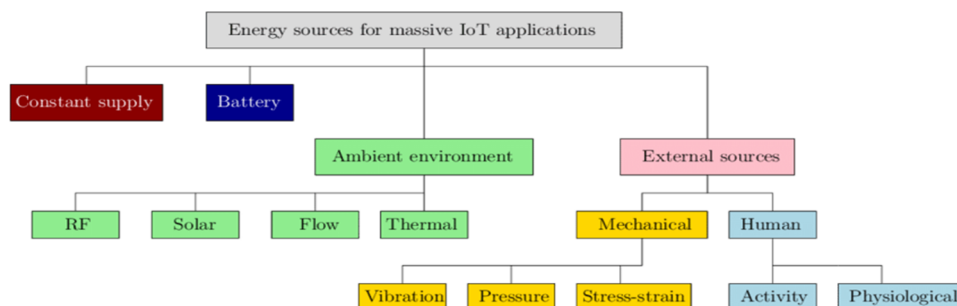 Energy sources for massive IoT applications
Constant supply
Battery
Ambient environment
External sources
RF
Solar
Flow
Thermal
Mechanical
Human
Vibration
Pressure
Stress-strain
Activity
Physiological